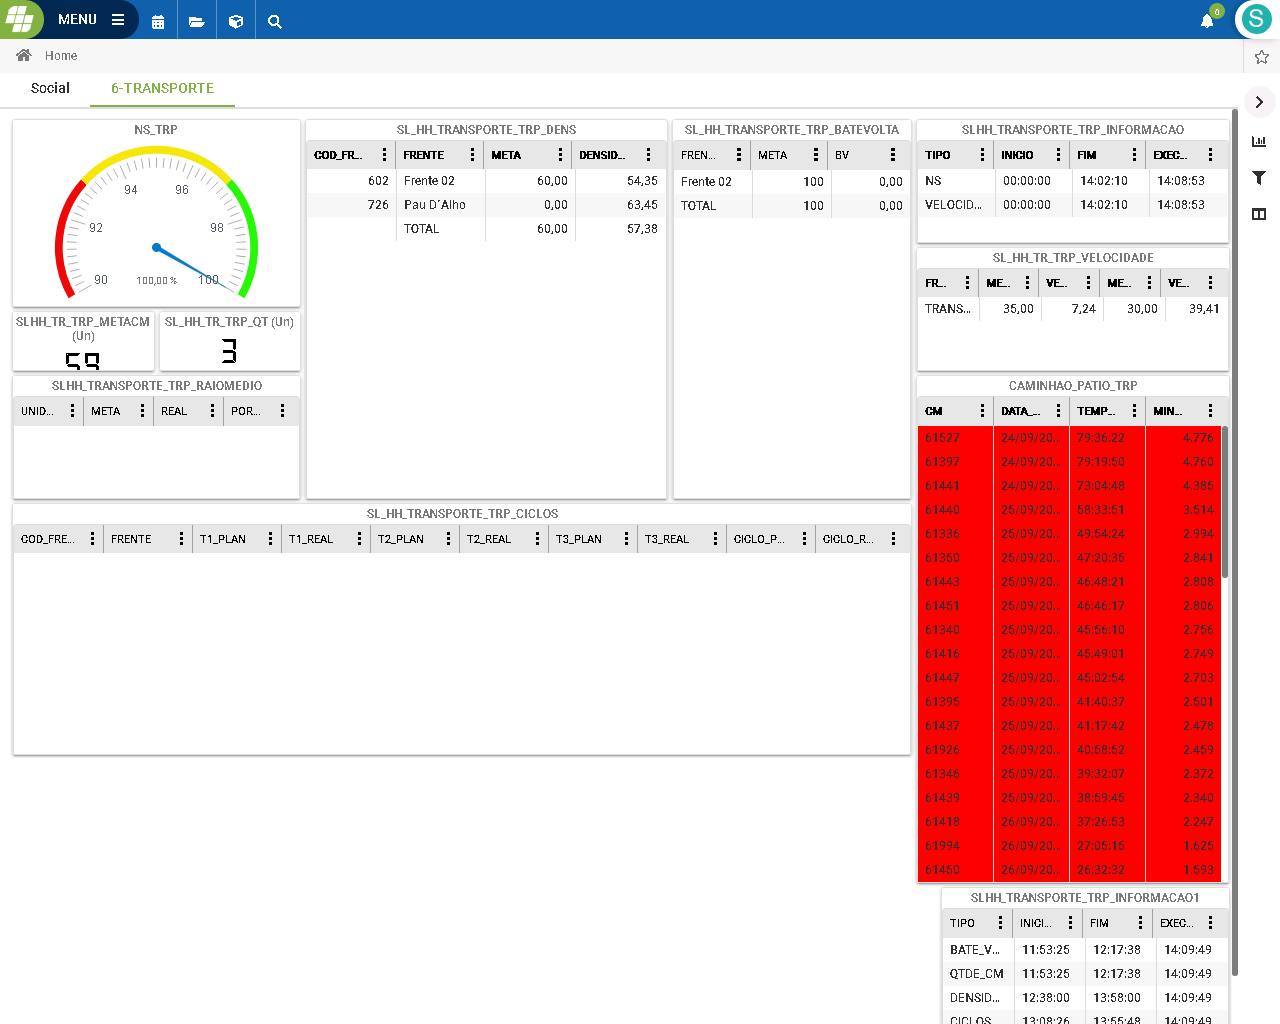 MENU
0
S
Home
Social
6-TRANSPORTE
NS_TRP
90
92
94
96
98
100
100,00 %
SLHH_TR_TRP_METACM
(Un)
59
SL_HH_TR_TRP_QT (Un)
3
SLHH_TRANSPORTE_TRP_RAIOMEDIO
UNID... META REAL POR...
SL_HH_TRANSPORTE_TRP_DENS
COD_FR... FRENTE META DENSID...
602 Frente 02 60,00 54,35
726 Pau D´Alho 0,00 63,45
TOTAL 60,00 57,38
SL_HH_TRANSPORTE_TRP_BATEVOLTA
FREN... META BV
Frente 02 100 0,00
TOTAL 100 0,00
SLHH_TRANSPORTE_TRP_INFORMACAO
TIPO INICIO FIM EXEC...
NS 00:00:00 14:02:10 14:08:53
VELOCID... 00:00:00 14:02:10 14:08:53
SL_HH_TR_TRP_VELOCIDADE
FR... ME... VE... ME... VE...
TRANS... 35,00 7,24 30,00 39,41
SL_HH_TRANSPORTE_TRP_CICLOS
COD_FRE... FRENTE T1_PLAN T1_REAL T2_PLAN T2_REAL T3_PLAN T3_REAL CICLO_P... CICLO_R...
CAMINHAO_PATIO_TRP
CM DATA_... TEMP... MIN...
61527 24/09/20... 79:36:22 4.776
61397 24/09/20... 79:19:50 4.760
61441 24/09/20... 73:04:48 4.385
61440 25/09/20... 58:33:51 3.514
61336 25/09/20... 49:54:24 2.994
61350 25/09/20... 47:20:35 2.841
61443 25/09/20... 46:48:21 2.808
61451 25/09/20... 46:46:17 2.806
61340 25/09/20... 45:56:10 2.756
61416 25/09/20... 45:49:01 2.749
61447 25/09/20... 45:02:54 2.703
61395 25/09/20... 41:40:37 2.501
61437 25/09/20... 41:17:42 2.478
61926 25/09/20... 40:58:52 2.459
61346 25/09/20... 39:32:07 2.372
61439 25/09/20... 38:59:45 2.340
61418 25/09/20... 37:26:53 2.247
61994 26/09/20... 27:05:15 1.625
61450 26/09/20... 26:32:32 1.593
SLHH_TRANSPORTE_TRP_INFORMACAO1
TIPO INICI... FIM EXEC...
BATE_V... 11:53:25 12:17:38 14:09:49
QTDE_CM 11:53:25 12:17:38 14:09:49
DENSID... 12:38:00 13:58:00 14:09:49
CICLOS 13:08:26 13:55:48 14:09:49